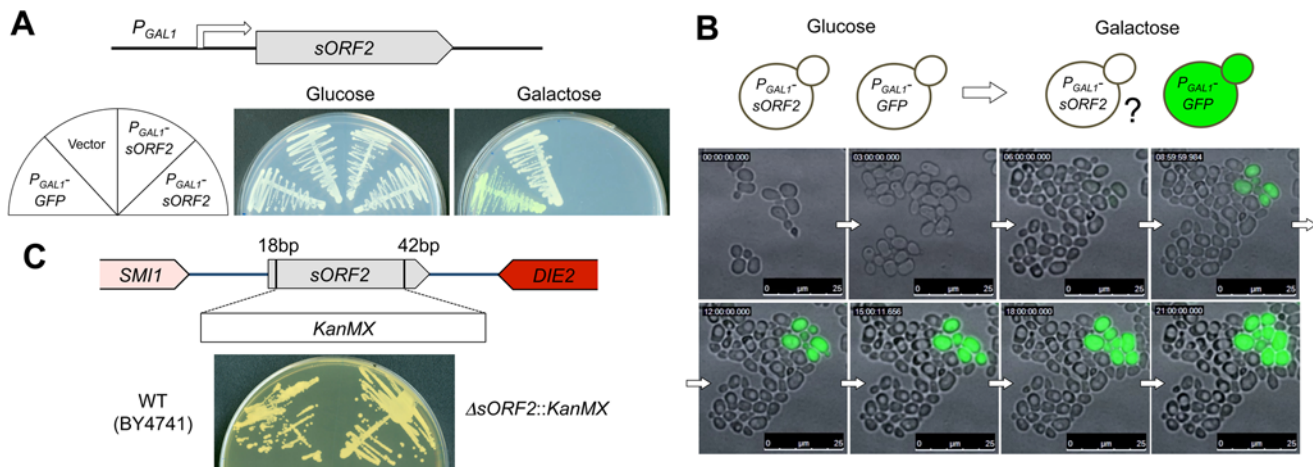 A
P_GAL1
sORF2
Glucose
Galactose
Vector
P_GAL1-
sORF2
P_GAL1-
GFP
P_GAL1-
sORF2
B
Glucose
Galactose
P_GAL1-
sORF2
P_GAL1-
GFP
P_GAL1-
sORF2
?
P_GAL1-
GFP
00:00:00.000
03:00:00.000
06:00:00.000
08:59:59.984
0 µm 25
0 µm 25
0 µm 25
0 µm 25
12:00:00.000
15:00:11.656
18:00:00.000
21:00:00.000
0 µm 25
0 µm 25
0 µm 25
0 µm 25
C
18bp
42bp
SMI1
sORF2
DIE2
KanMX
WT
(BY4741)
ΔsORF2::KanMX